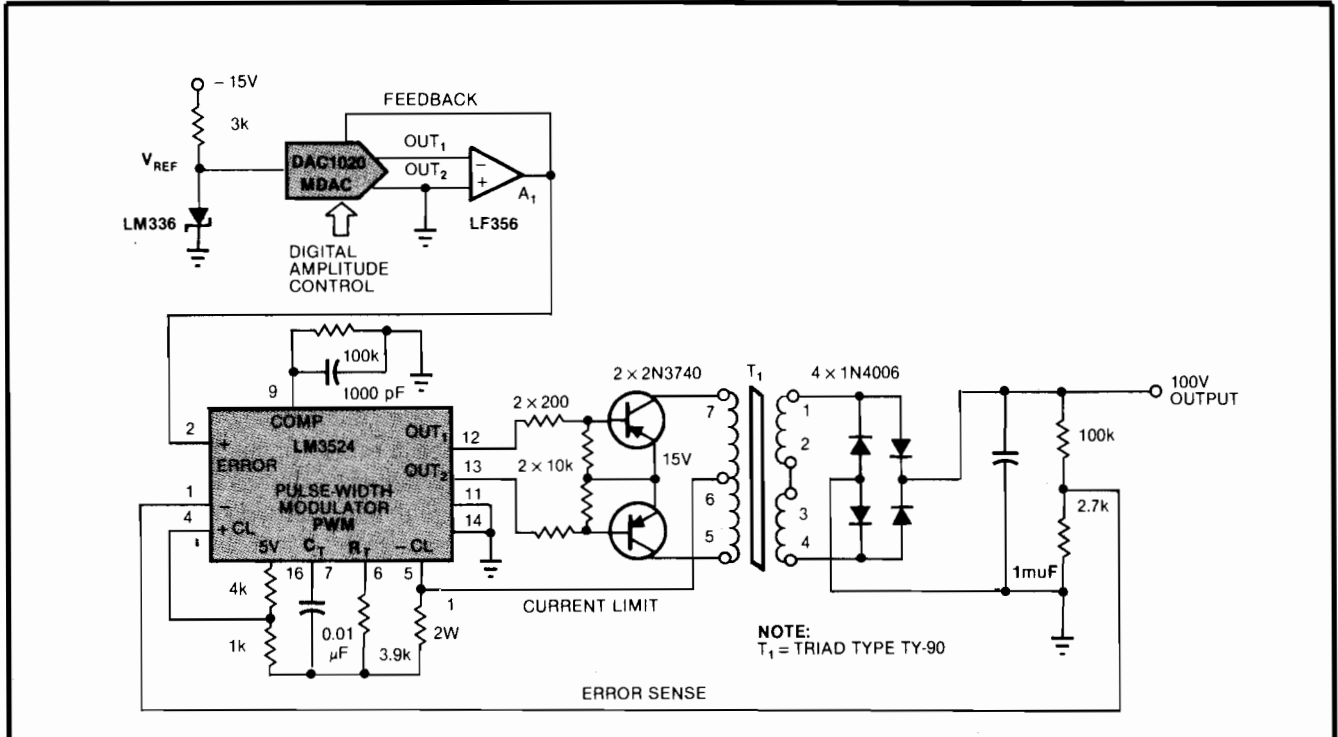 – 15V
3k
FEEDBACK
V_REF
DAC1020
MDAC
OUT₁
OUT₂
–
+
A₁
LM336
LF356
DIGITAL
AMPLITUDE
CONTROL
100k
1000 pF
9
COMP
LM3524
2
+
ERROR
OUT₁
12
OUT₂
13
1
–
PULSE-WIDTH
MODULATOR
PWM
11
14
4
+ CL
5V
C_T
R_T
– CL
16
7
6
5
4k
1k
0.01
μF
3.9k
1
2W
CURRENT LIMIT
ERROR SENSE
2 × 200
2 × 10k
2 × 2N3740
15V
T₁
7
6
5
1
2
3
4
4 × 1N4006
100V
OUTPUT
100k
2.7k
1muF
NOTE:
T₁ = TRIAD TYPE TY-90